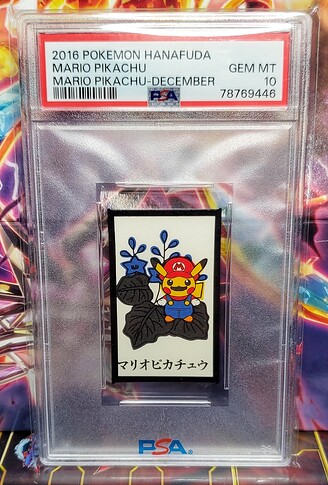 2016 POKEMON HANAFUDA
MARIO PIKACHU GEM MT
MARIO PIKACHU-DECEMBER 10
PSA 78769446
M
マリオピカチュウ
PSA